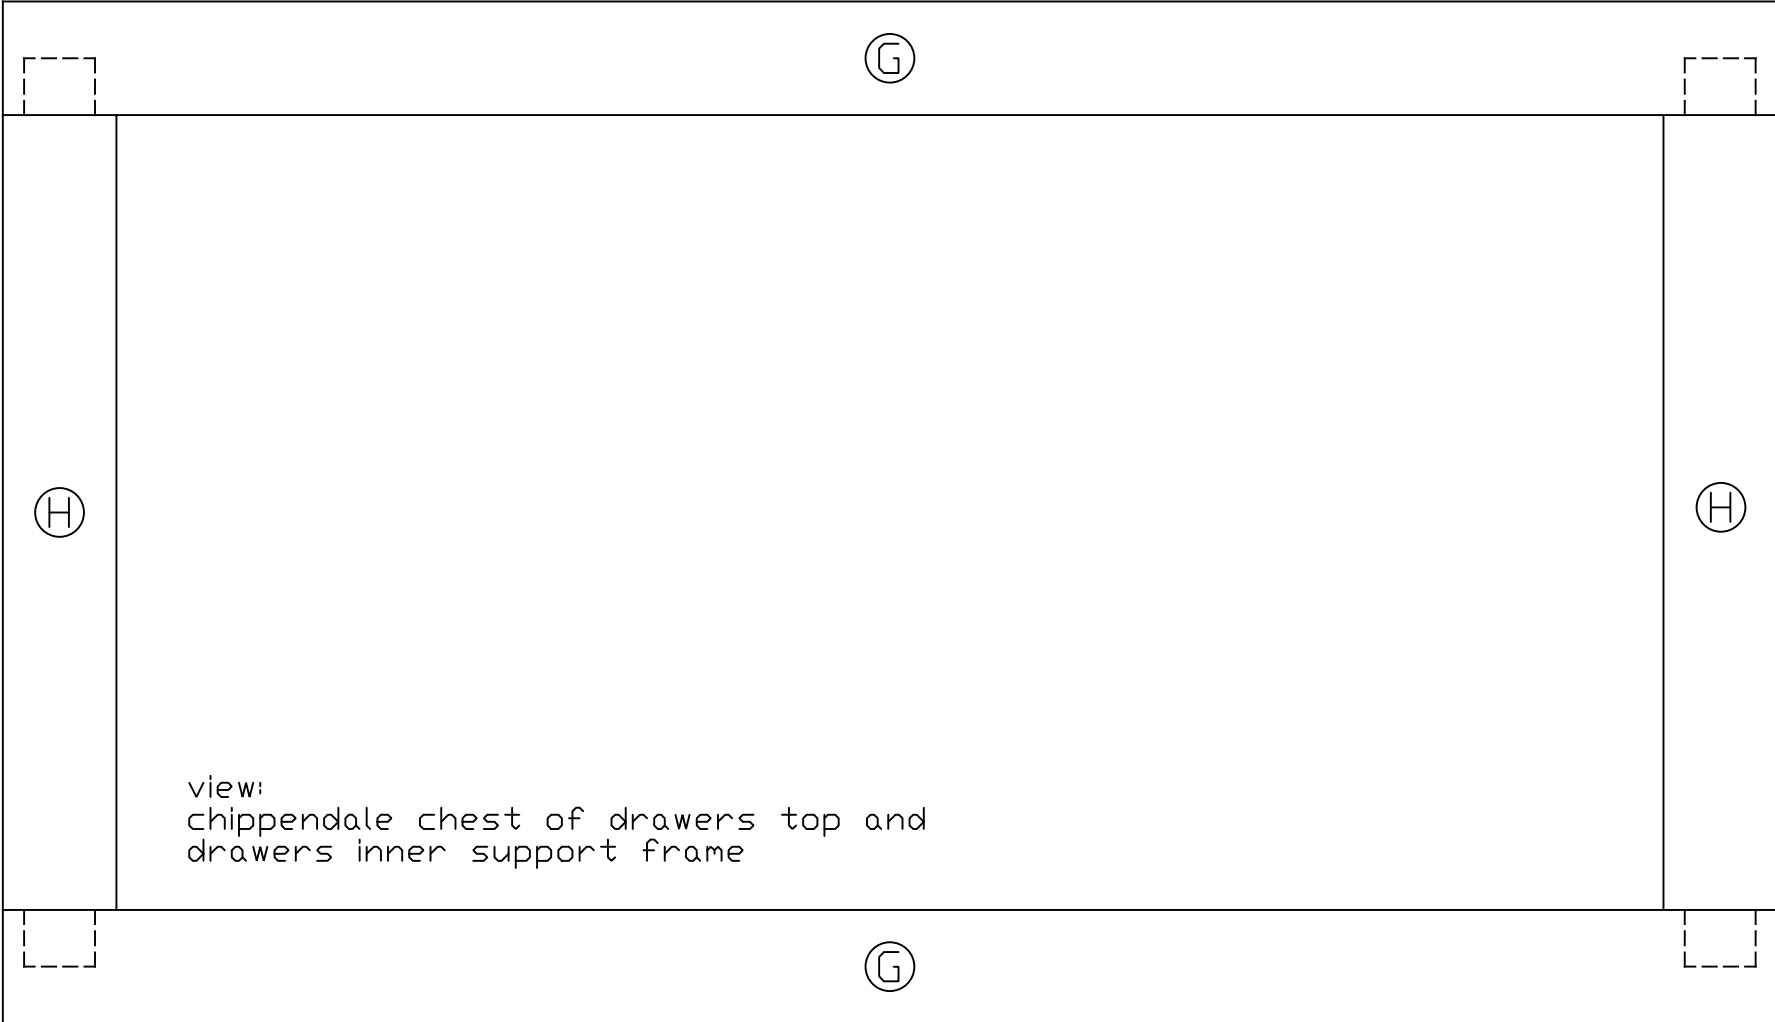 G
H
H
view:
chippendale chest of drawers top and
drawers inner support frame
G